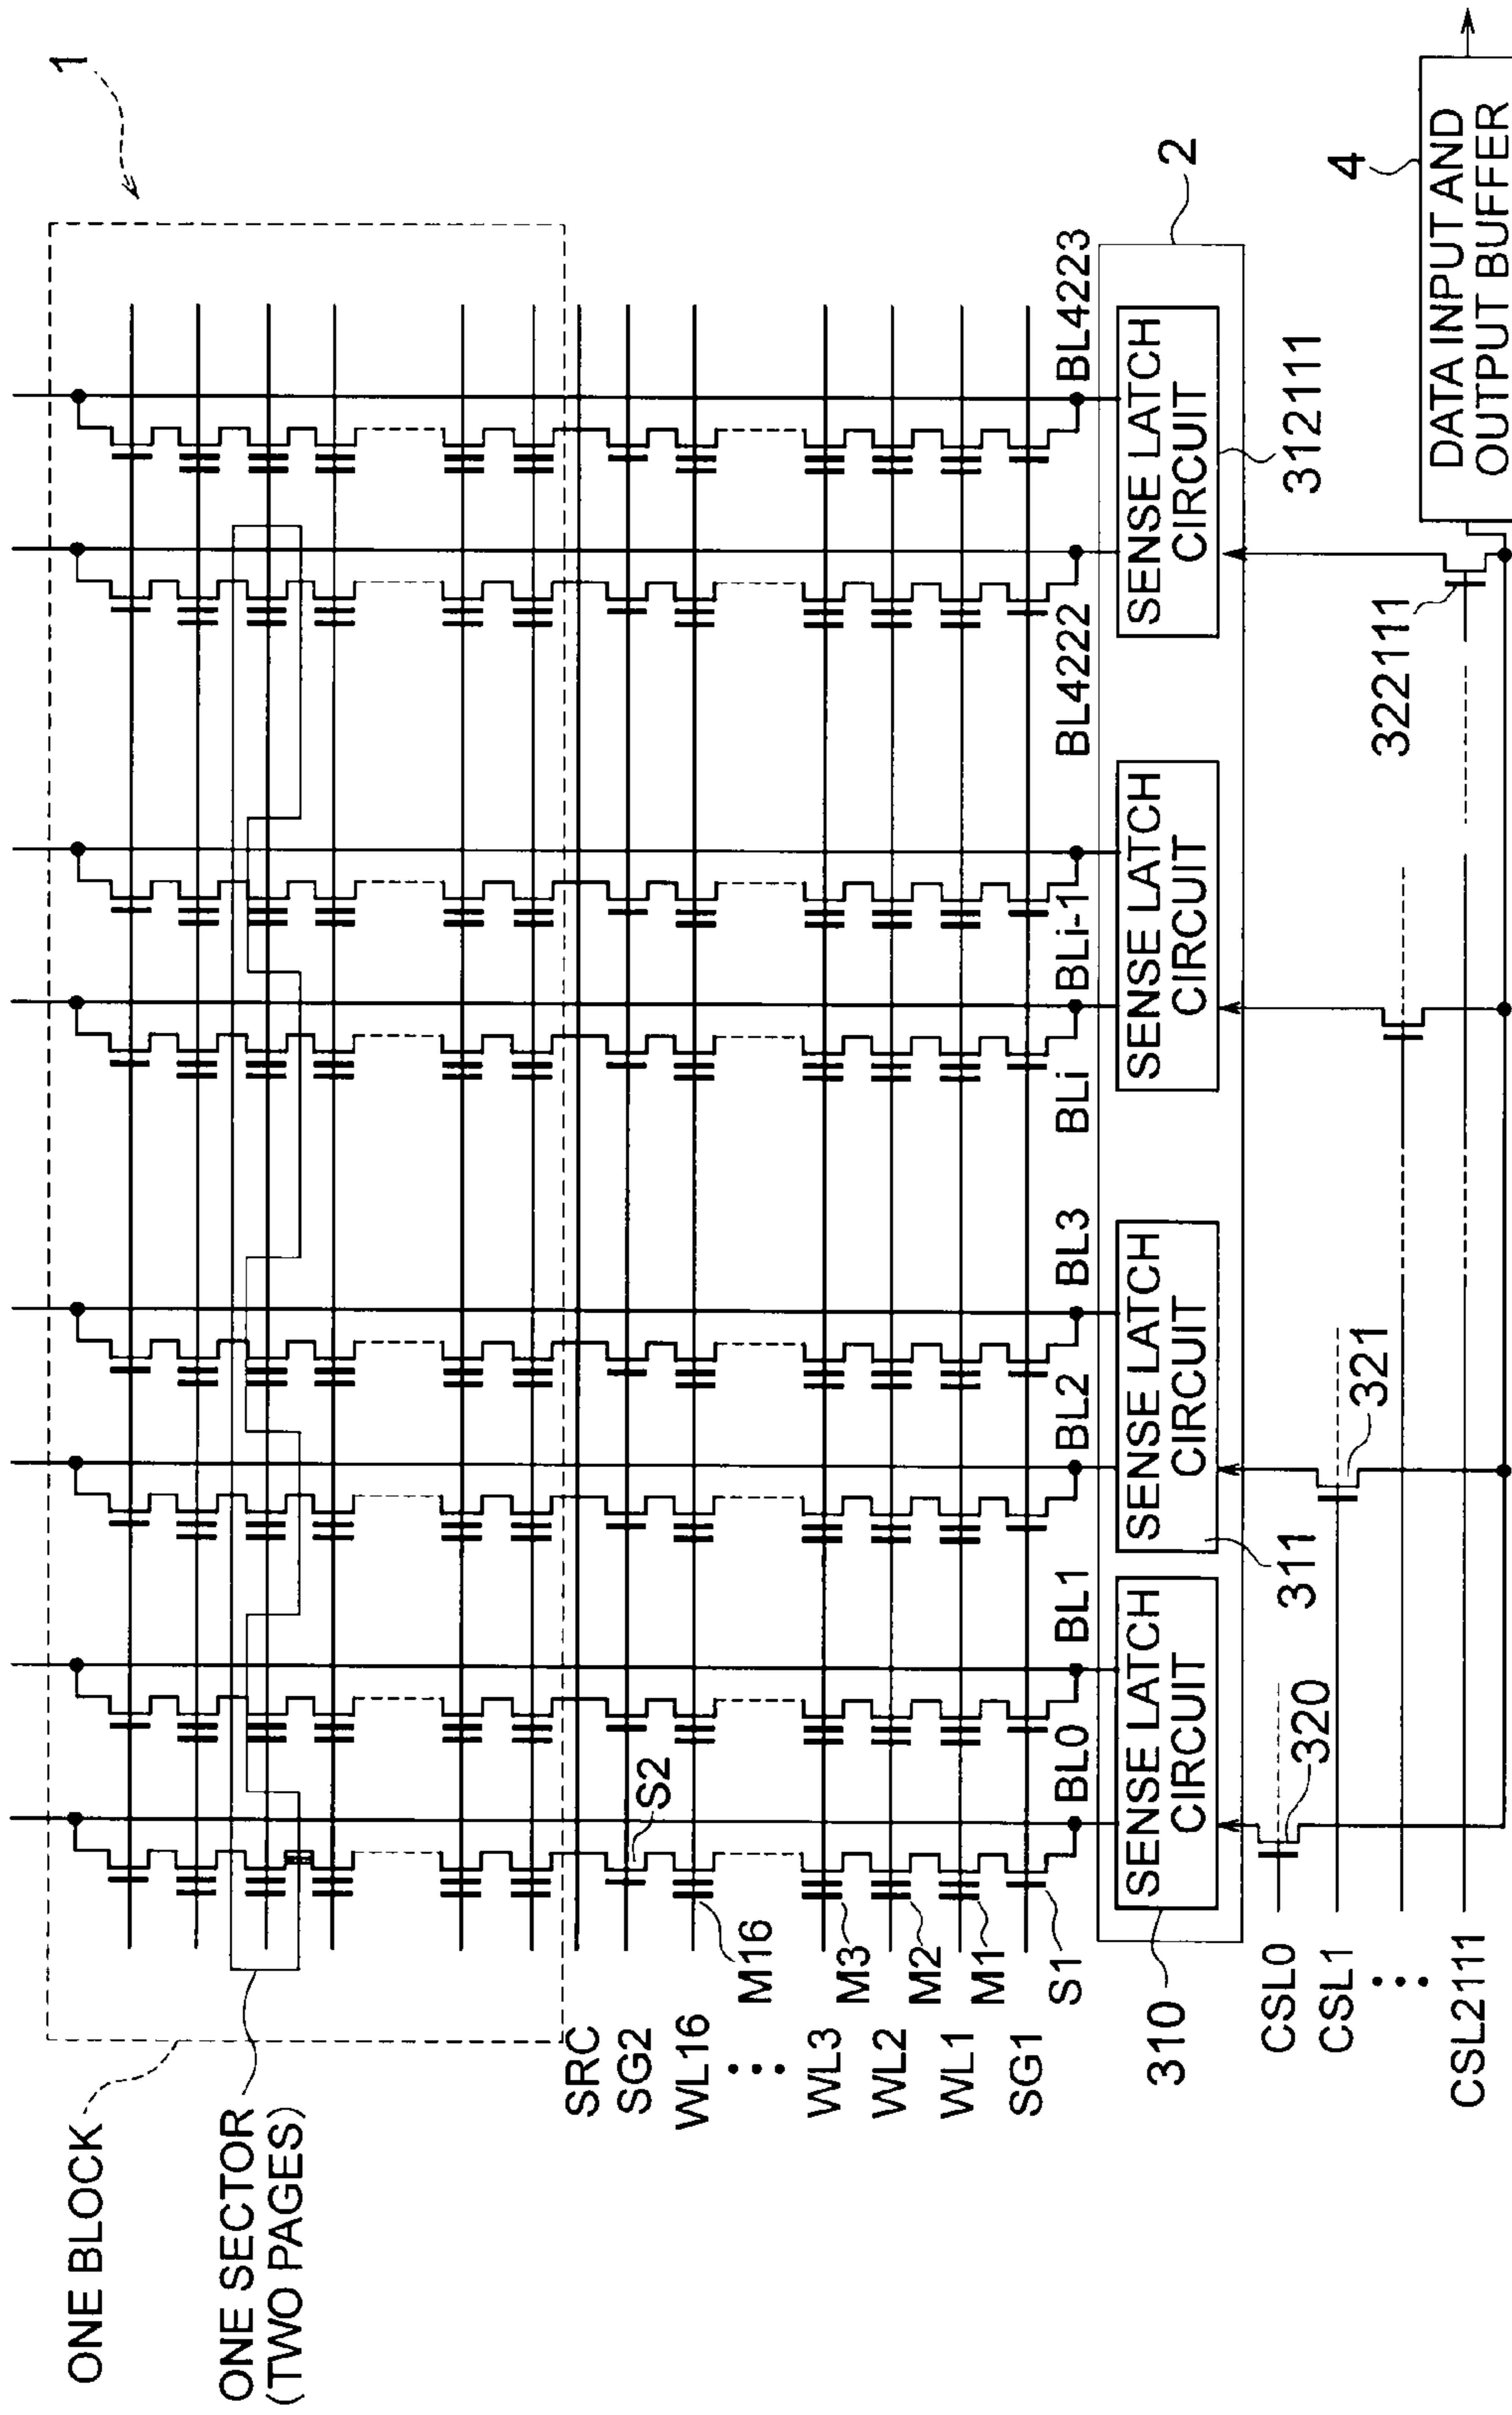 1
ONE BLOCK
ONE SECTOR
(TWO PAGES)
SRC
SG2
WL16
⋮
WL3
WL2
WL1
SG1
S2
M16
M3
M2
M1
S1
BL0
BL1
BL2
BL3
BLi
BLi-1
BL4222
BL4223
2
SENSE LATCH
CIRCUIT
SENSE LATCH
CIRCUIT
SENSE LATCH
CIRCUIT
SENSE LATCH
CIRCUIT
310
311
312111
320
321
322111
CSL0
CSL1
⋮
CSL2111
4
DATA INPUT AND
OUTPUT BUFFER